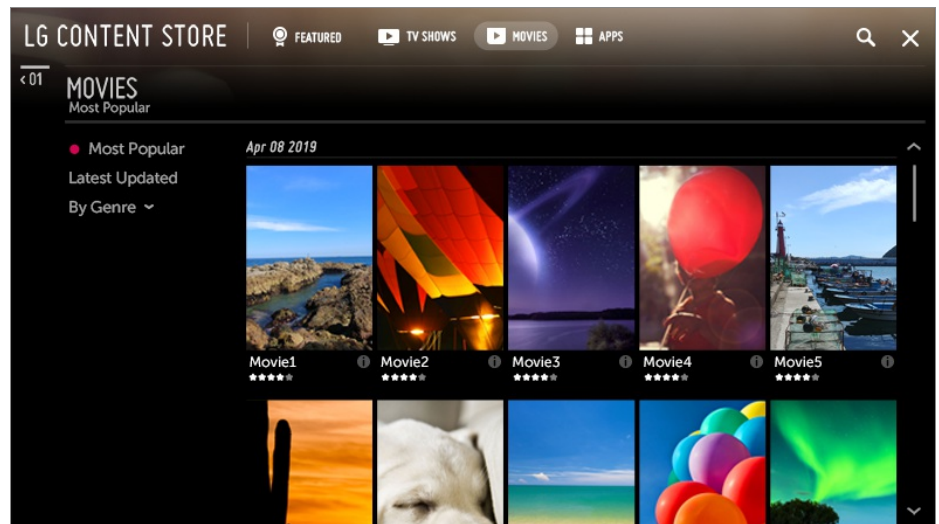 LG CONTENT STORE FEATURED TV SHOWS MOVIES APPS
< 01
MOVIES
Most Popular
Most Popular
Latest Updated
By Genre
Apr 08 2019
Movie1 Movie2 Movie3 Movie4 Movie5